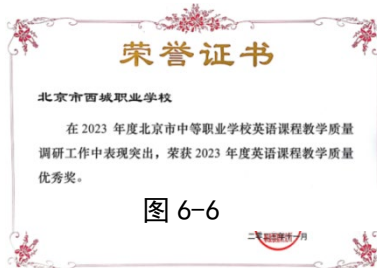 荣誉证书
北京市西城职业学校
在 2023 年度北京市中等职业学校英语课程教学质量
调研工作中表现突出，荣获 2023 年度英语课程教学质量
优秀奖。
图 6-6